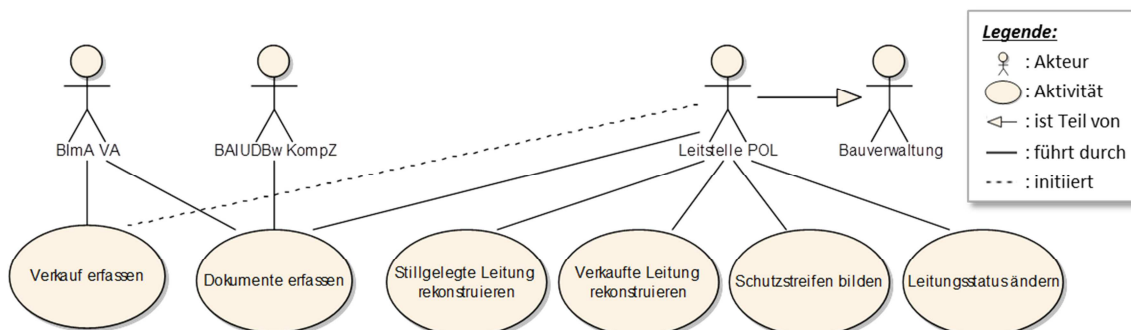 Legende:
: Akteur
: Aktivität
: ist Teil von
: führt durch
: initiiert
BImA VA
BAIUDBw KompZ
Leitstelle POL
Bauverwaltung
Verkauf erfassen
Dokumente erfassen
Stillgelegte Leitung
rekonstruieren
Verkaufte Leitung
rekonstruieren
Schutzstreifen bilden
Leitungsstatus ändern